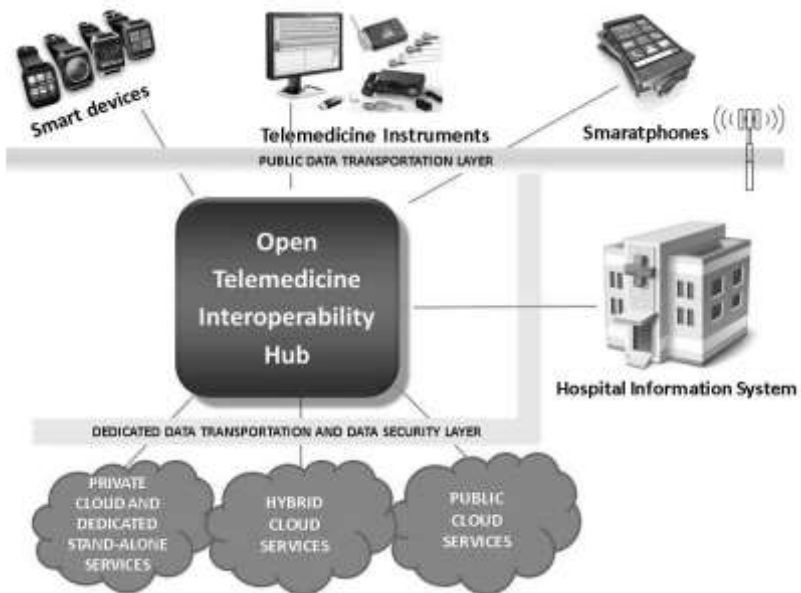 Smart devices
Telemedicine Instruments
Smaratphones
PUBLIC DATA TRANSPORTATION LAYER
Open
Telemedicine
Interoperability
Hub
Hospital Information System
DEDICATED DATA TRANSPORTATION AND DATA SECURITY LAYER
PRIVATE
CLOUD AND
DEDICATED
STAND-ALONE
SERVICES
HYBRID
CLOUD
SERVICES
PUBLIC
CLOUD
SERVICES